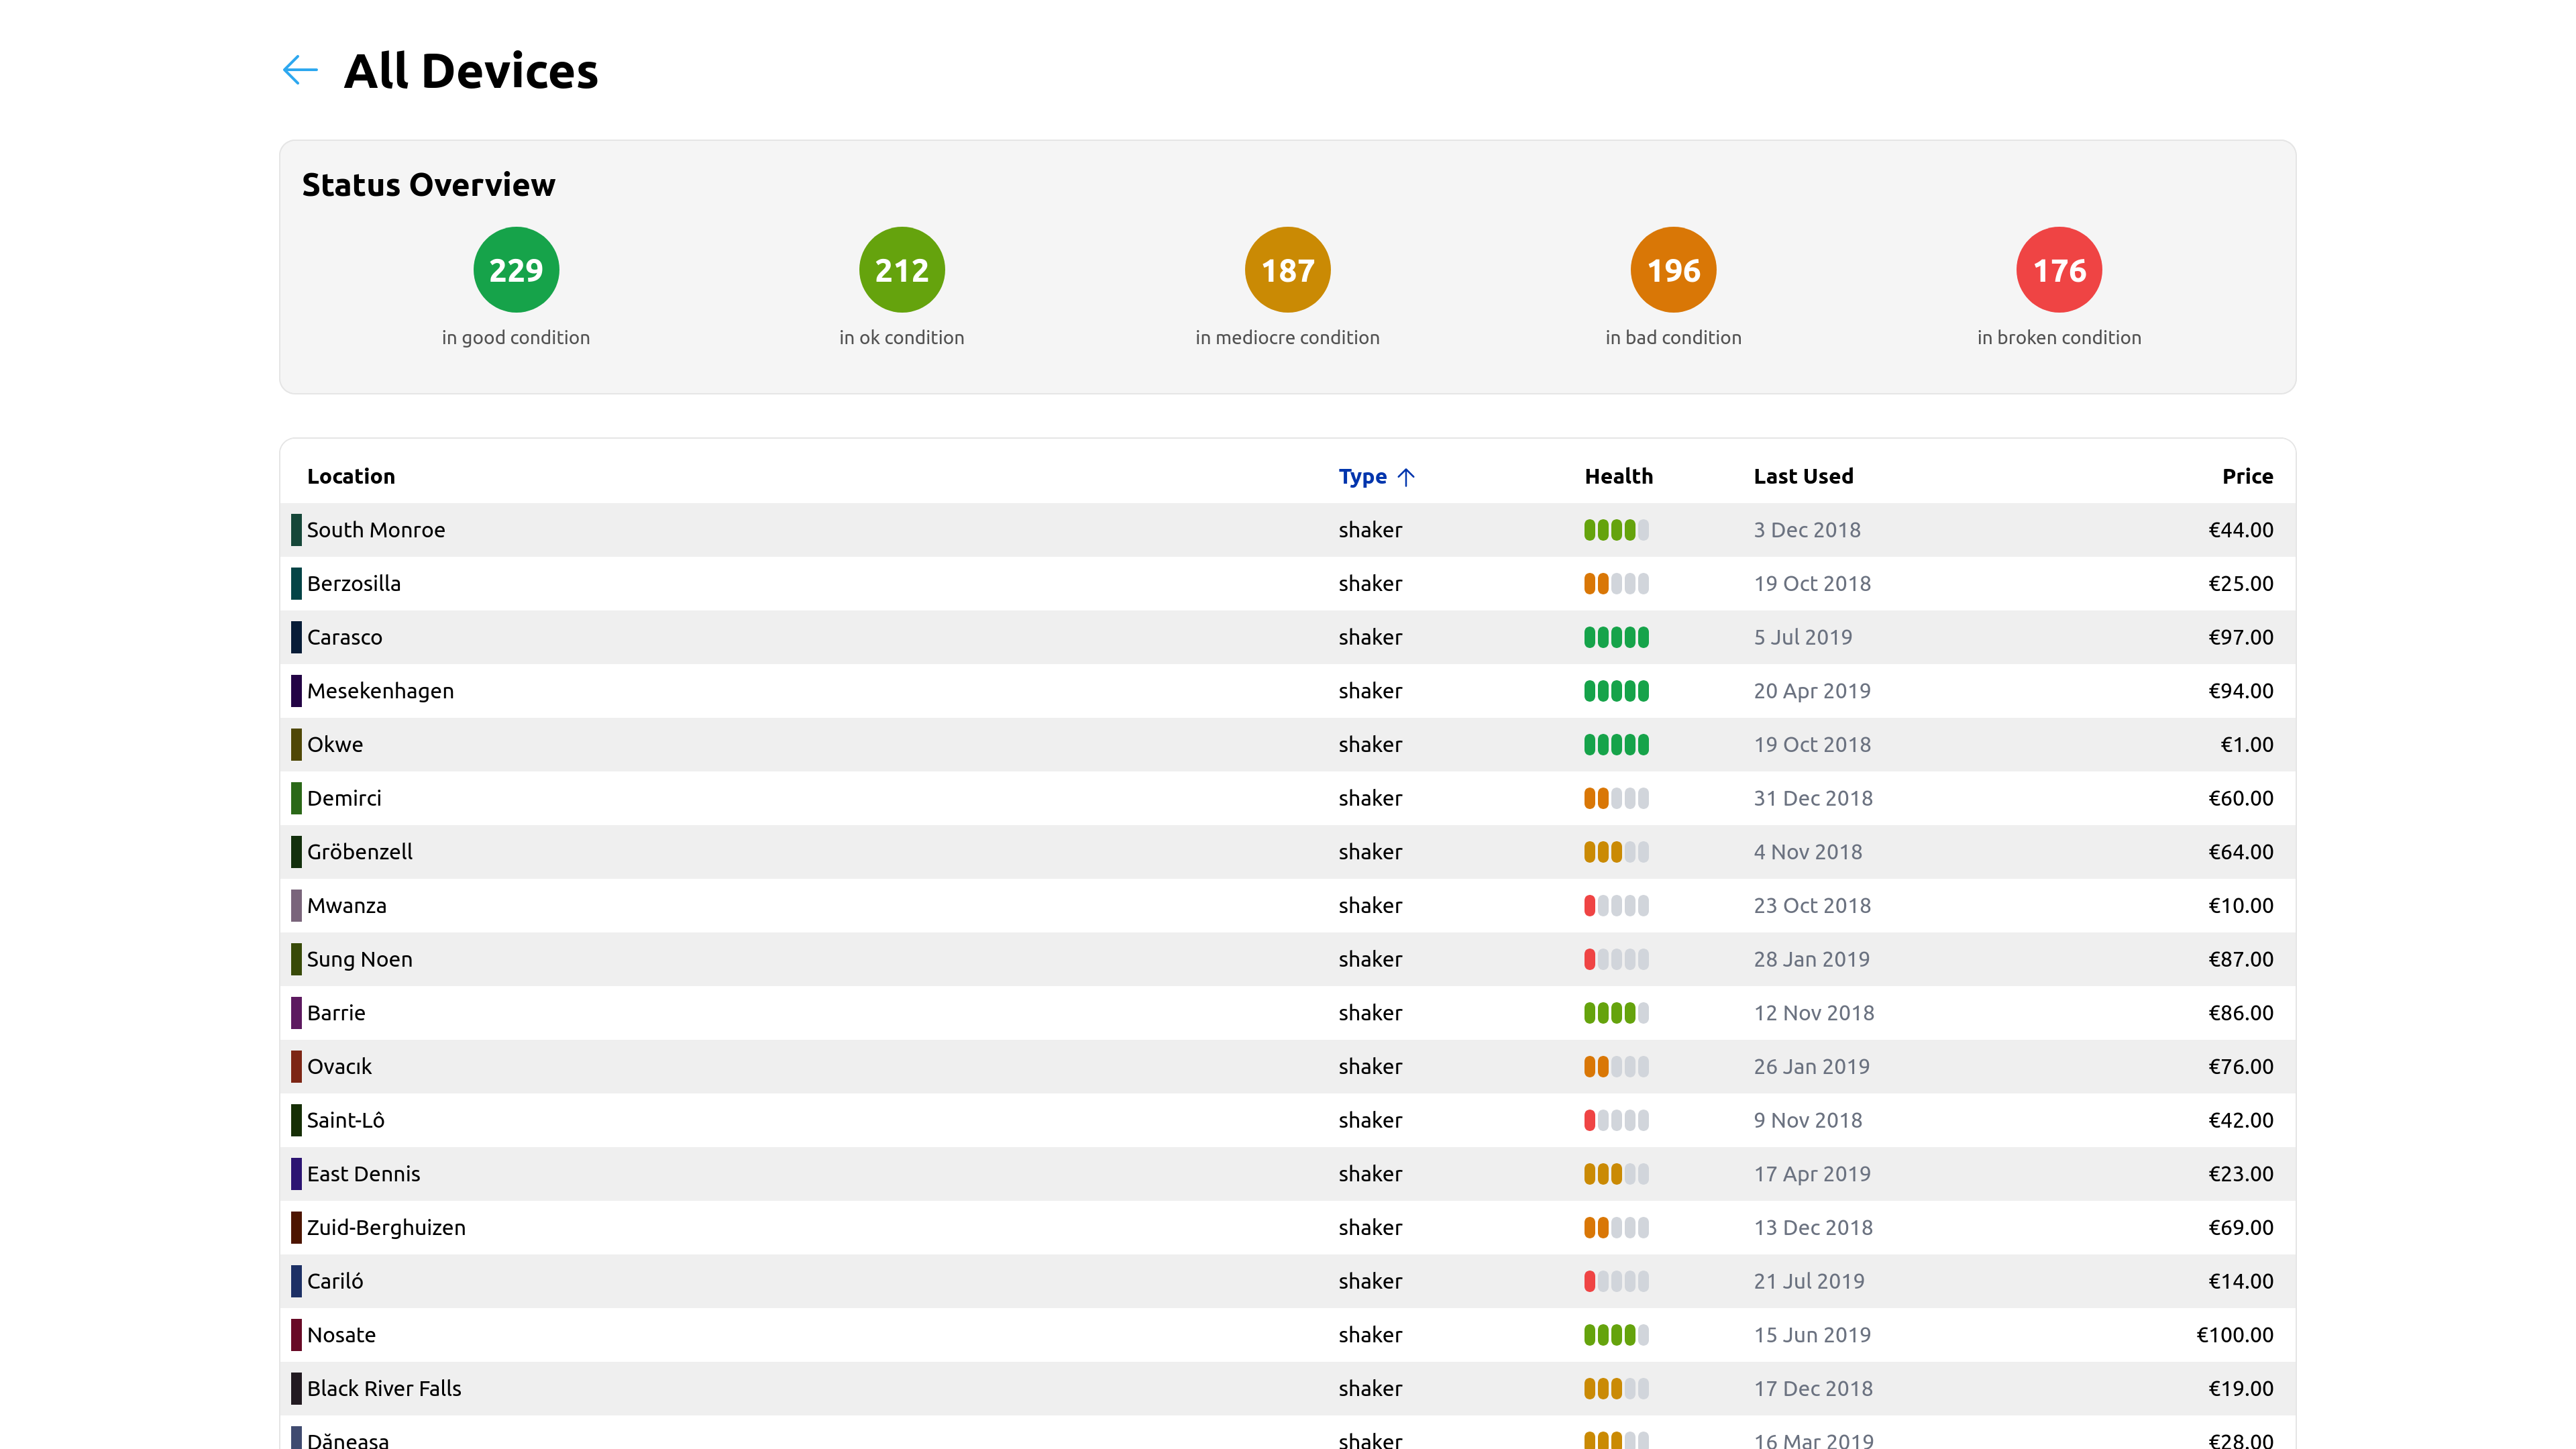 All Devices
Status Overview
229 212 187 196 176
in good condition in ok condition in mediocre condition in bad condition in broken condition
Location Type Health Last Used Price
South Monroe shaker 3 Dec 2018 €44.00
Berzosilla shaker 19 Oct 2018 €25.00
Carasco shaker 5 Jul 2019 €97.00
Mesekenhagen shaker 20 Apr 2019 €94.00
Okwe shaker 19 Oct 2018 €1.00
Demirci shaker 31 Dec 2018 €60.00
Gröbenzell shaker 4 Nov 2018 €64.00
Mwanza shaker 23 Oct 2018 €10.00
Sung Noen shaker 28 Jan 2019 €87.00
Barrie shaker 12 Nov 2018 €86.00
Ovacık shaker 26 Jan 2019 €76.00
Saint-Lô shaker 9 Nov 2018 €42.00
East Dennis shaker 17 Apr 2019 €23.00
Zuid-Berghuizen shaker 13 Dec 2018 €69.00
Cariló shaker 21 Jul 2019 €14.00
Nosate shaker 15 Jun 2019 €100.00
Black River Falls shaker 17 Dec 2018 €19.00
Dăneasa shaker 16 Mar 2019 €28.00